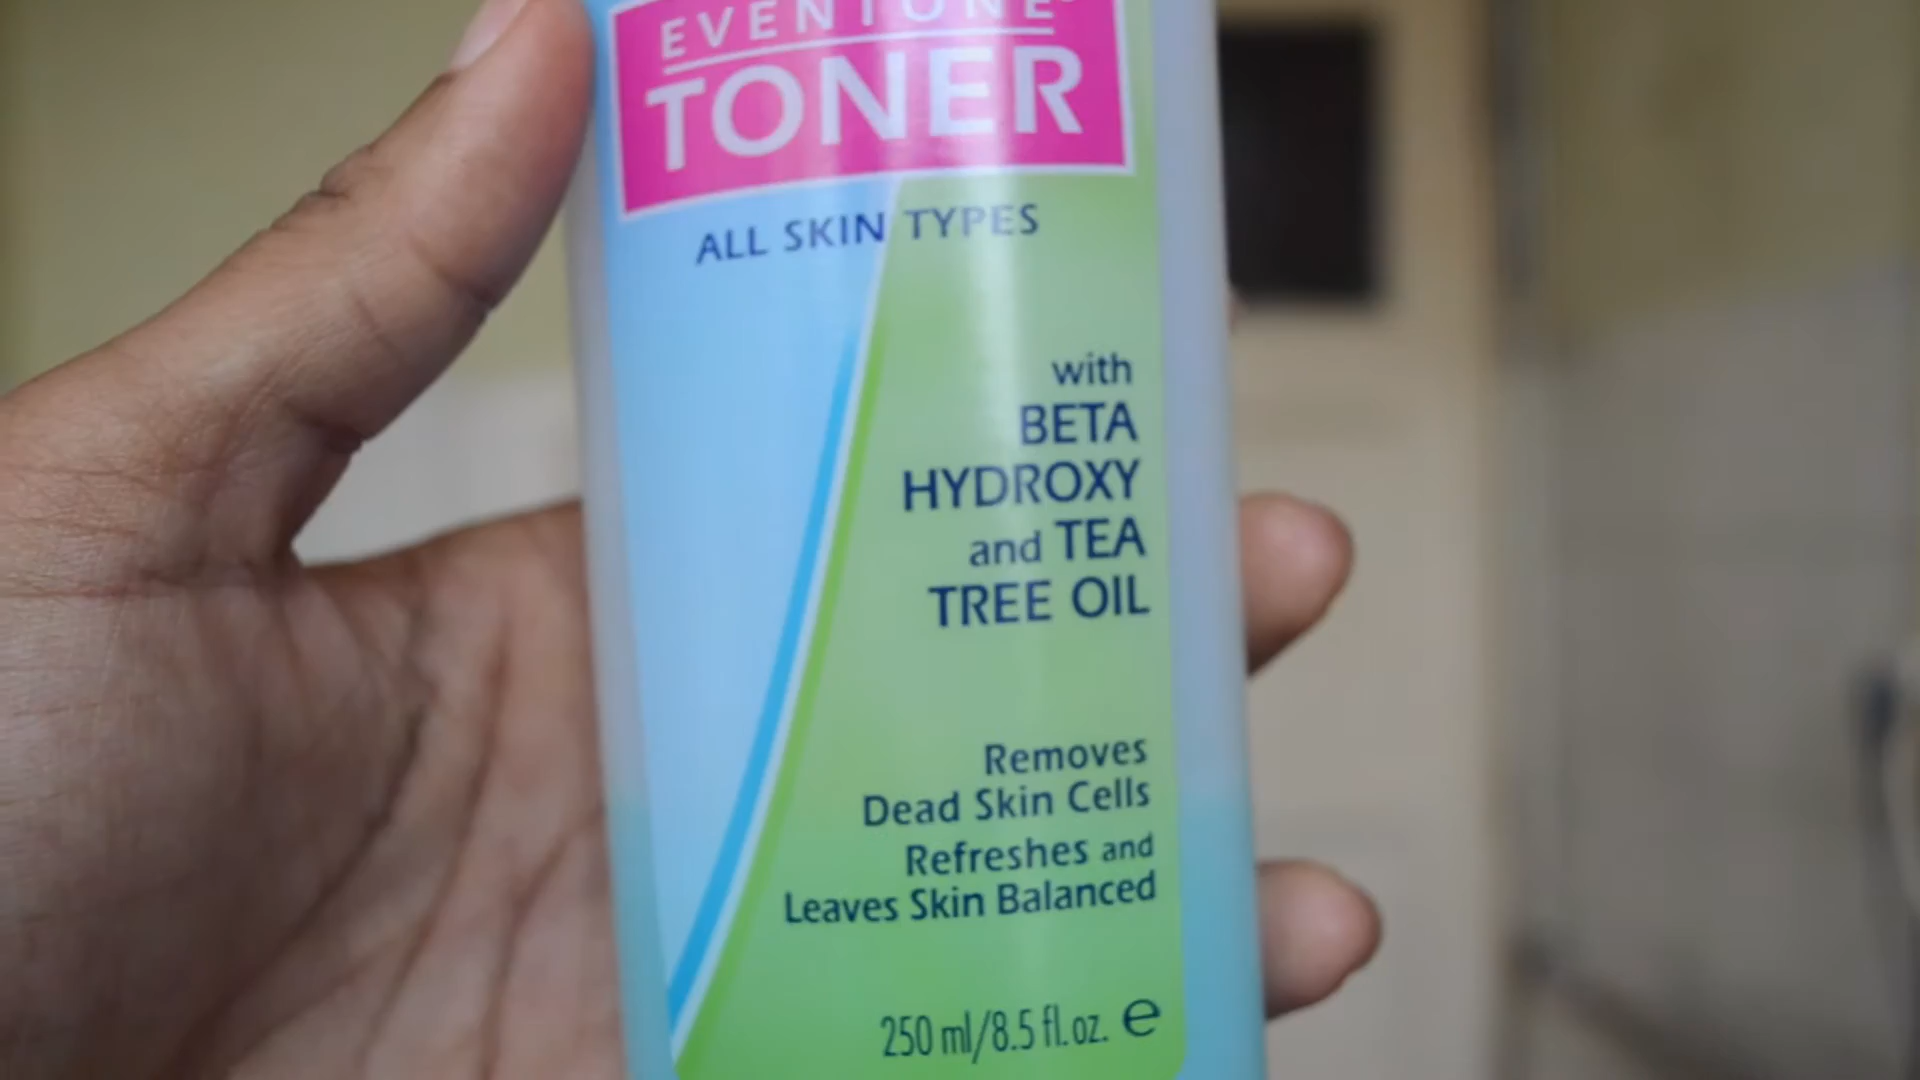 EVENTONE
TONER
ALL SKIN TYPES
with
BETA
HYDROXY
and TEA
TREE OIL
Removes
Dead Skin Cells
Refreshes and
Leaves Skin Balanced
250 ml/8.5 fl.oz. ℮